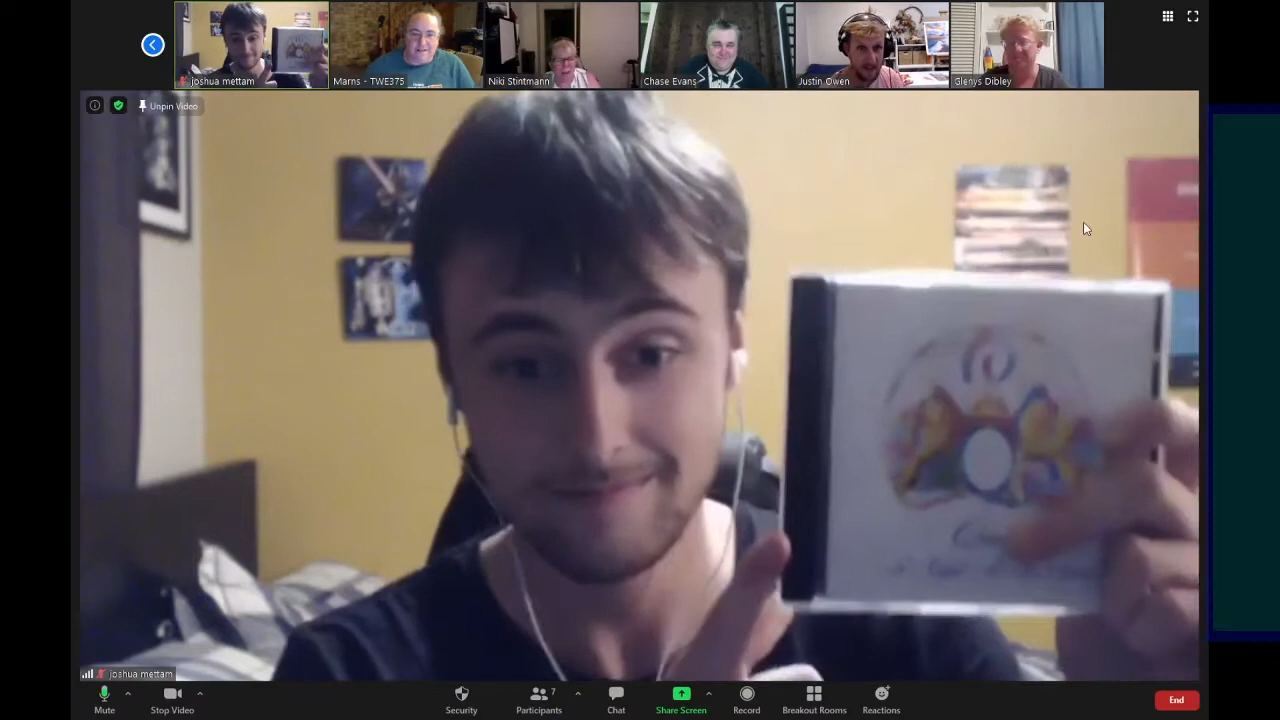 joshua mettam
Marns - TWE375
Niki Stintmann
Chase Evans
Justin Owen
Glenys Dibley
Unpin Video
joshua mettam
Mute
Stop Video
Security
7
Participants
Chat
Share Screen
Record
Breakout Rooms
Reactions
End